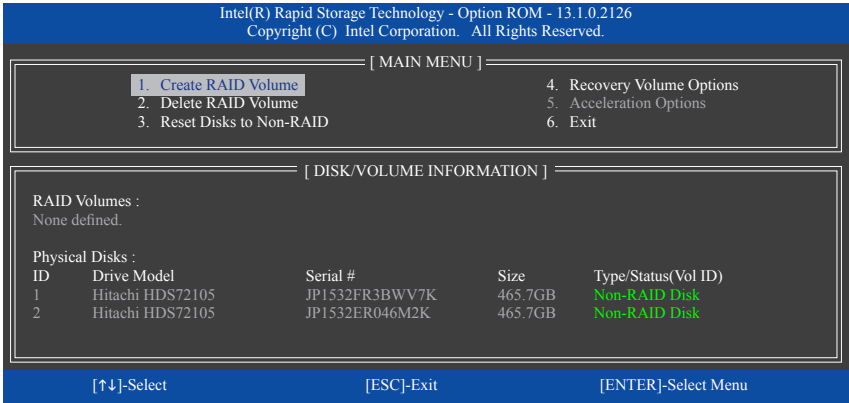 Intel(R) Rapid Storage Technology - Option ROM - 13.1.0.2126
Copyright (C) Intel Corporation. All Rights Reserved.
[ MAIN MENU ]
1. Create RAID Volume
2. Delete RAID Volume
3. Reset Disks to Non-RAID
4. Recovery Volume Options
5. Acceleration Options
6. Exit
[ DISK/VOLUME INFORMATION ]
RAID Volumes :
None defined.
Physical Disks :
ID Drive Model Serial # Size Type/Status(Vol ID)
1 Hitachi HDS72105 JP1532FR3BWV7K 465.7GB Non-RAID Disk
2 Hitachi HDS72105 JP1532ER046M2K 465.7GB Non-RAID Disk
[↑↓]-Select [ESC]-Exit [ENTER]-Select Menu